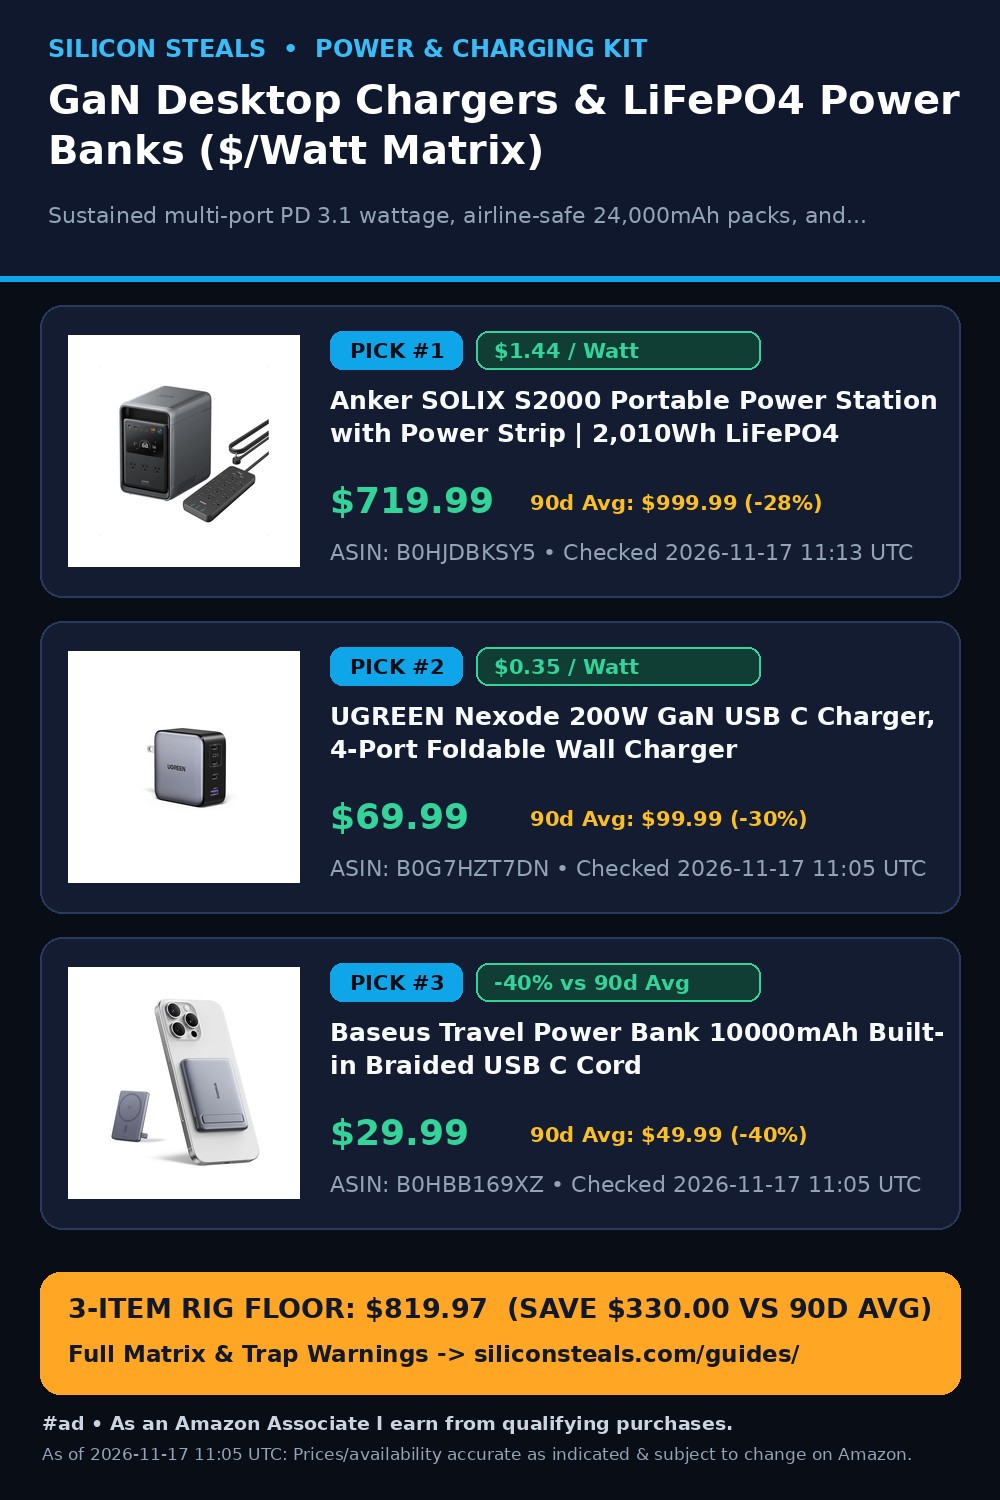 SILICON STEALS • POWER & CHARGING KIT
GaN Desktop Chargers & LiFePO4 Power
Banks ($/Watt Matrix)
Sustained multi-port PD 3.1 wattage, airline-safe 24,000mAh packs, and...
PICK #1
$1.44 / Watt
Anker SOLIX S2000 Portable Power Station
with Power Strip | 2,010Wh LiFePO4
$719.99
90d Avg: $999.99 (-28%)
ASIN: B0HJDBKSY5 • Checked 2026-11-17 11:13 UTC
UGREEN
PICK #2
$0.35 / Watt
UGREEN Nexode 200W GaN USB C Charger,
4-Port Foldable Wall Charger
$69.99
90d Avg: $99.99 (-30%)
ASIN: B0G7HZT7DN • Checked 2026-11-17 11:05 UTC
PICK #3
-40% vs 90d Avg
Baseus Travel Power Bank 10000mAh Built-
in Braided USB C Cord
$29.99
90d Avg: $49.99 (-40%)
ASIN: B0HBB169XZ • Checked 2026-11-17 11:05 UTC
3-ITEM RIG FLOOR: $819.97 (SAVE $330.00 VS 90D AVG)
Full Matrix & Trap Warnings -> siliconsteals.com/guides/
#ad • As an Amazon Associate I earn from qualifying purchases.
As of 2026-11-17 11:05 UTC: Prices/availability accurate as indicated & subject to change on Amazon.